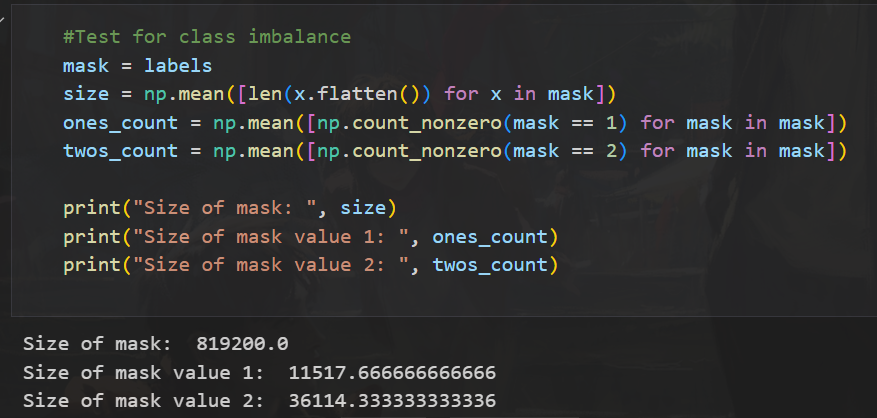 #Test for class imbalance
mask = labels
size = np.mean([len(x.flatten()) for x in mask])
ones_count = np.mean([np.count_nonzero(mask == 1) for mask in mask])
twos_count = np.mean([np.count_nonzero(mask == 2) for mask in mask])
print("Size of mask: ", size)
print("Size of mask value 1: ", ones_count)
print("Size of mask value 2: ", twos_count)
Size of mask:  819200.0
Size of mask value 1:  11517.666666666666
Size of mask value 2:  36114.333333333336